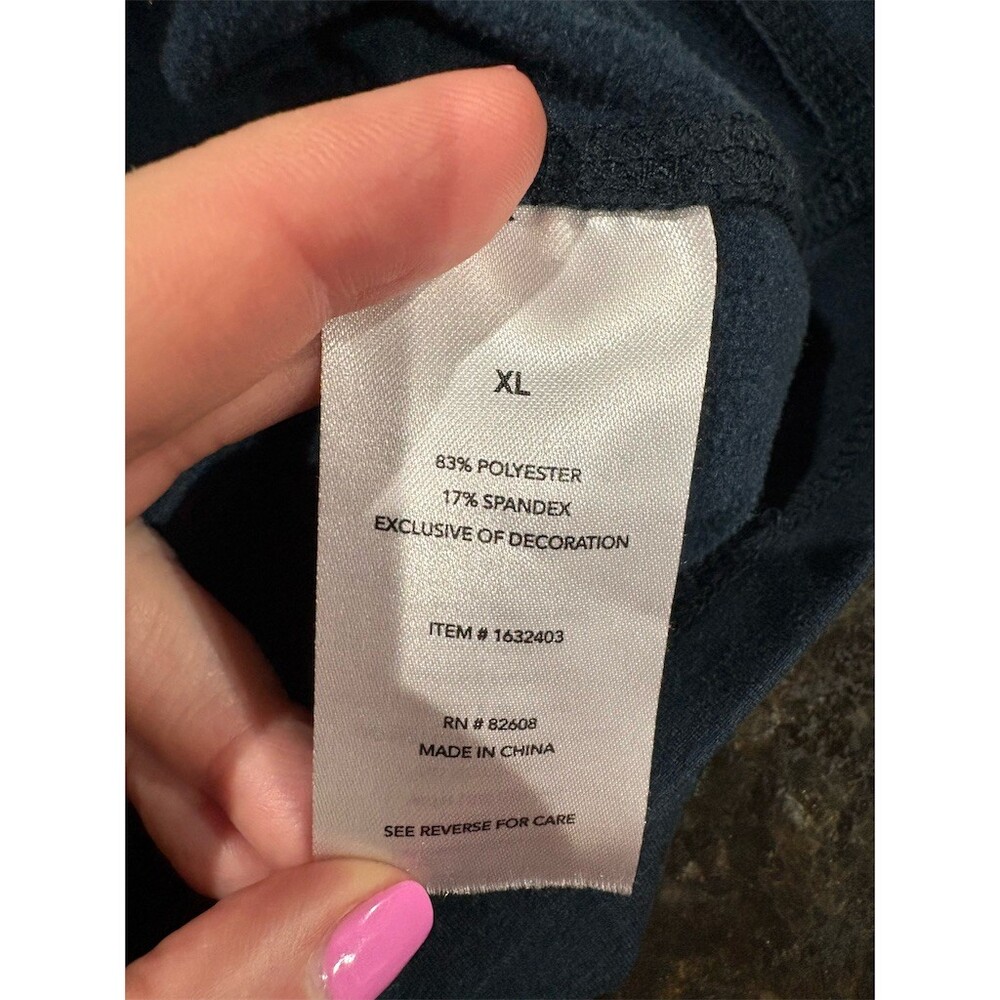 XL
83% POLYESTER
17% SPANDEX
EXCLUSIVE OF DECORATION
ITEM # 1632403
RN # 82608
MADE IN CHINA
SEE REVERSE FOR CARE